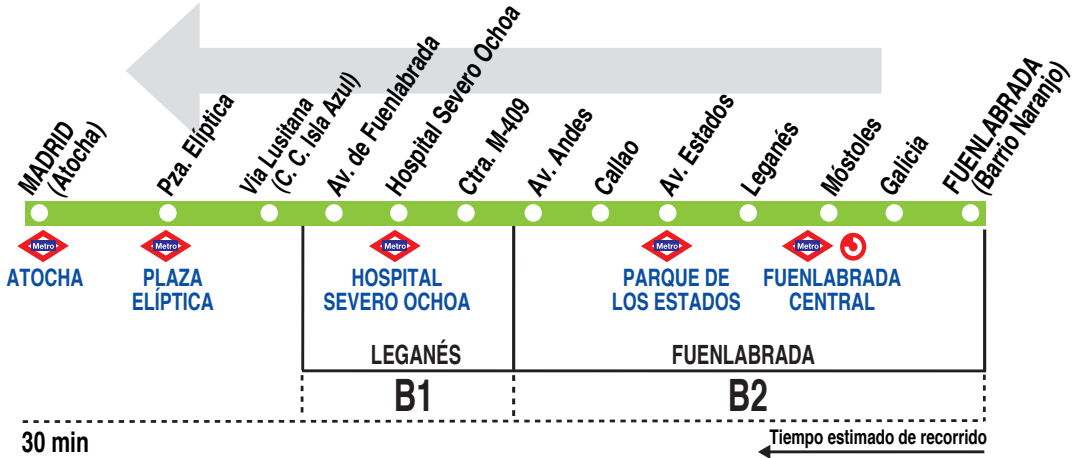 MADRID
(Atocha)
Pza. Elíptica
Via Lusitana
(C. C. Isla Azul)
Av. de Fuenlabrada
Hospital Severo Ochoa
Ctra. M-409
Av. Andes
Callao
Av. Estados
Leganés
Móstoles
Galicia
FUENLABRADA
(Barrio Naranjo)
Metro
ATOCHA
Metro
PLAZA
ELÍPTICA
Metro
HOSPITAL
SEVERO OCHOA
Metro
PARQUE DE
LOS ESTADOS
Metro
FUENLABRADA
CENTRAL
LEGANÉS
FUENLABRADA
B1
B2
30 min
Tiempo estimado de recorrido